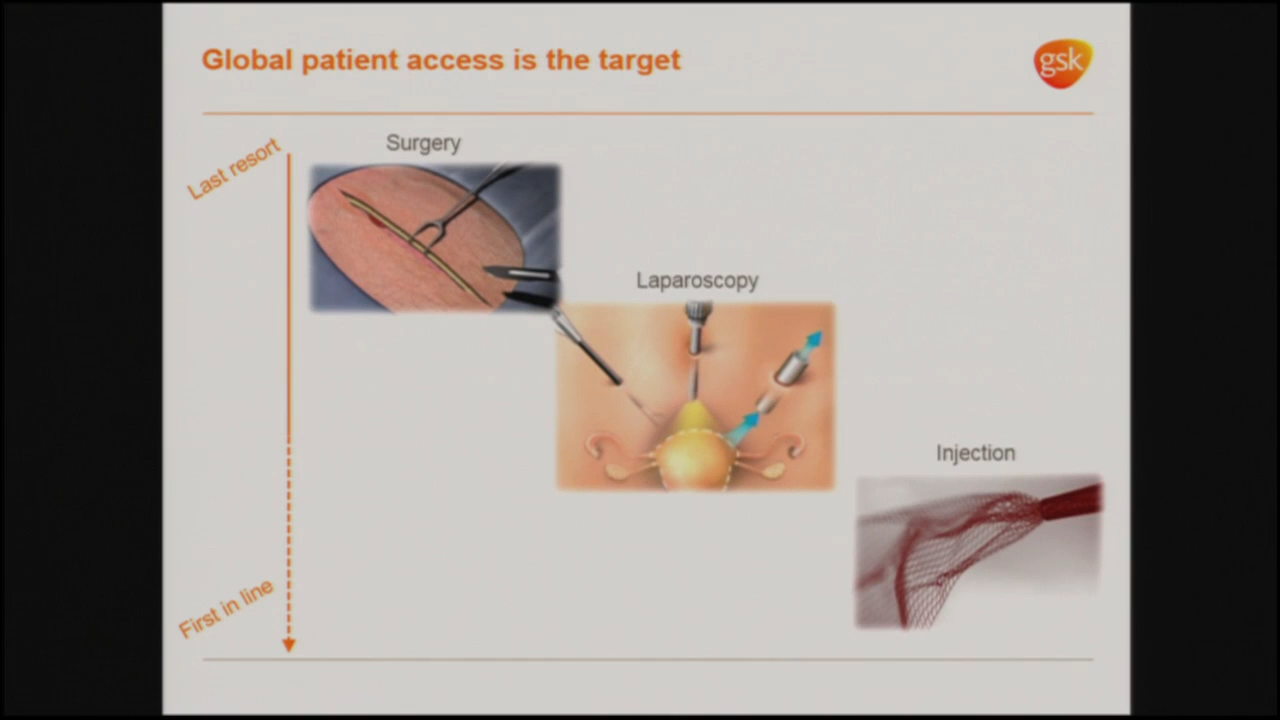 Global patient access is the target
gsk
Last resort
Surgery
Laparoscopy
Injection
First in line